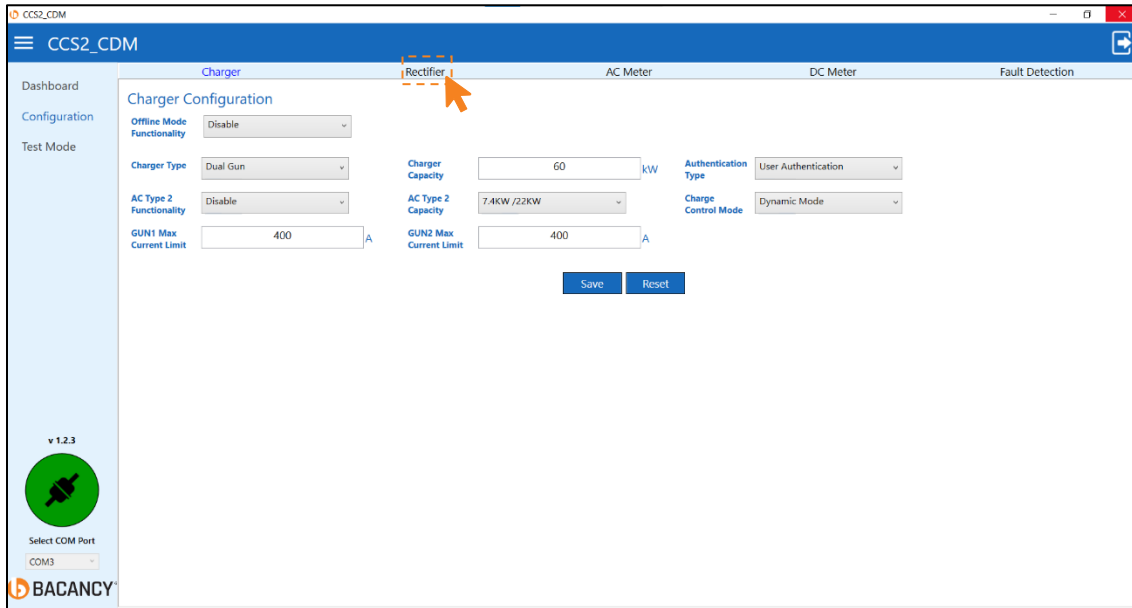 CCS2_CDM
CCS2_CDM
Charger Rectifier AC Meter DC Meter Fault Detection
Dashboard
Configuration
Test Mode
Charger Configuration
Offline Mode
Functionality
Disable
Charger Type
Dual Gun
Charger
Capacity
60
kW
Authentication
Type
User Authentication
AC Type 2
Functionality
Disable
AC Type 2
Capacity
7.4KW /22KW
Charge
Control Mode
Dynamic Mode
GUN1 Max
Current Limit
400
A
GUN2 Max
Current Limit
400
A
Save Reset
v 1.2.3
Select COM Port
COM3
BACANCY